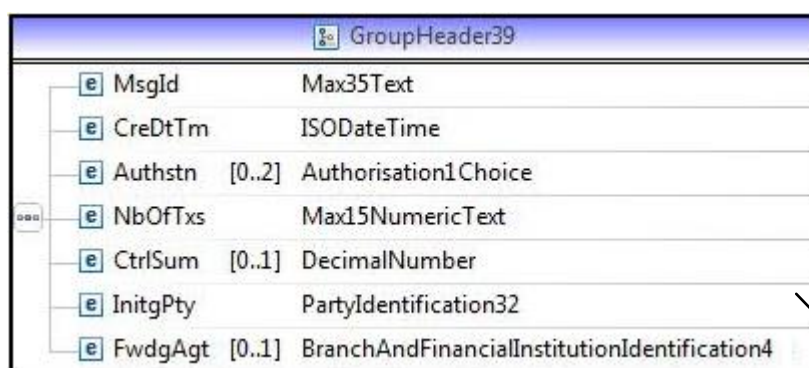 GroupHeader39
e MsgId Max35Text
e CreDtTm ISODateTime
e Authstn [0..2] Authorisation1Choice
e NbOfTxs Max15NumericText
e CtrlSum [0..1] DecimalNumber
e InitgPty PartyIdentification32
e FwdgAgt [0..1] BranchAndFinancialInstitutionIdentification4